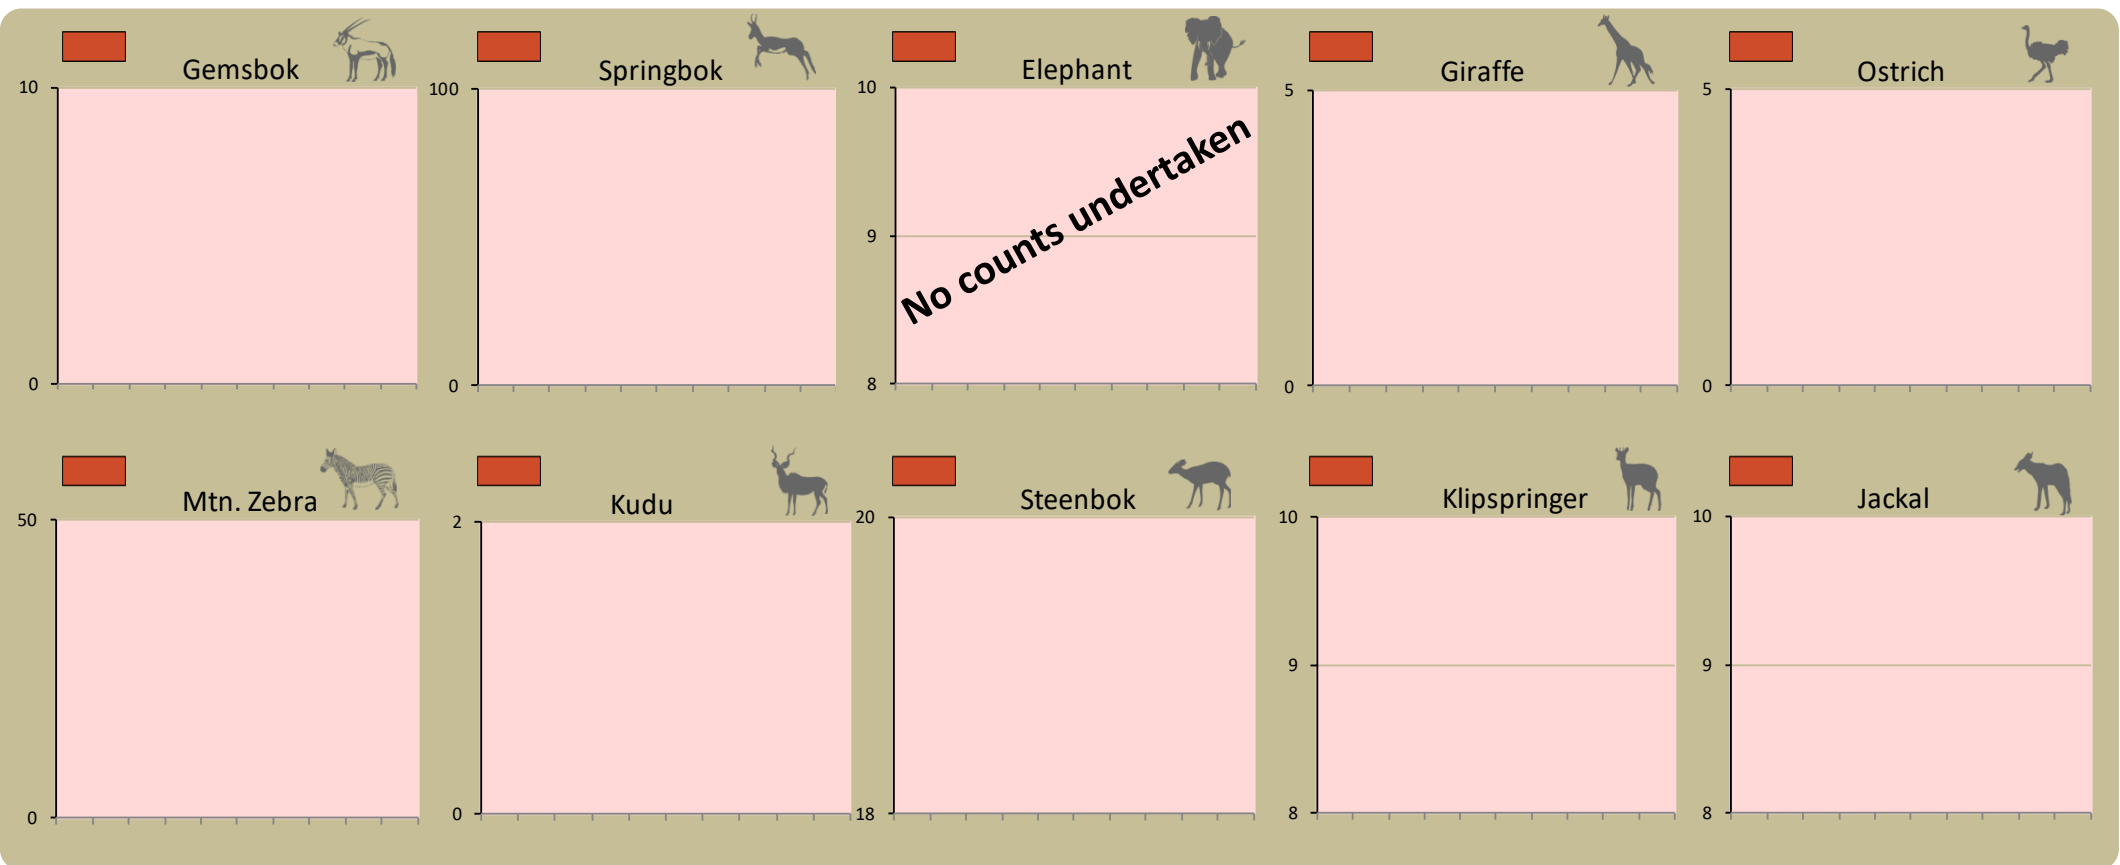 Gemsbok
10
0
Springbok
100
0
Elephant
10
9
8
No counts undertaken
Giraffe
5
0
Ostrich
5
0
Mtn. Zebra
50
0
Kudu
2
0
Steenbok
20
18
Klipspringer
10
9
8
Jackal
10
9
8